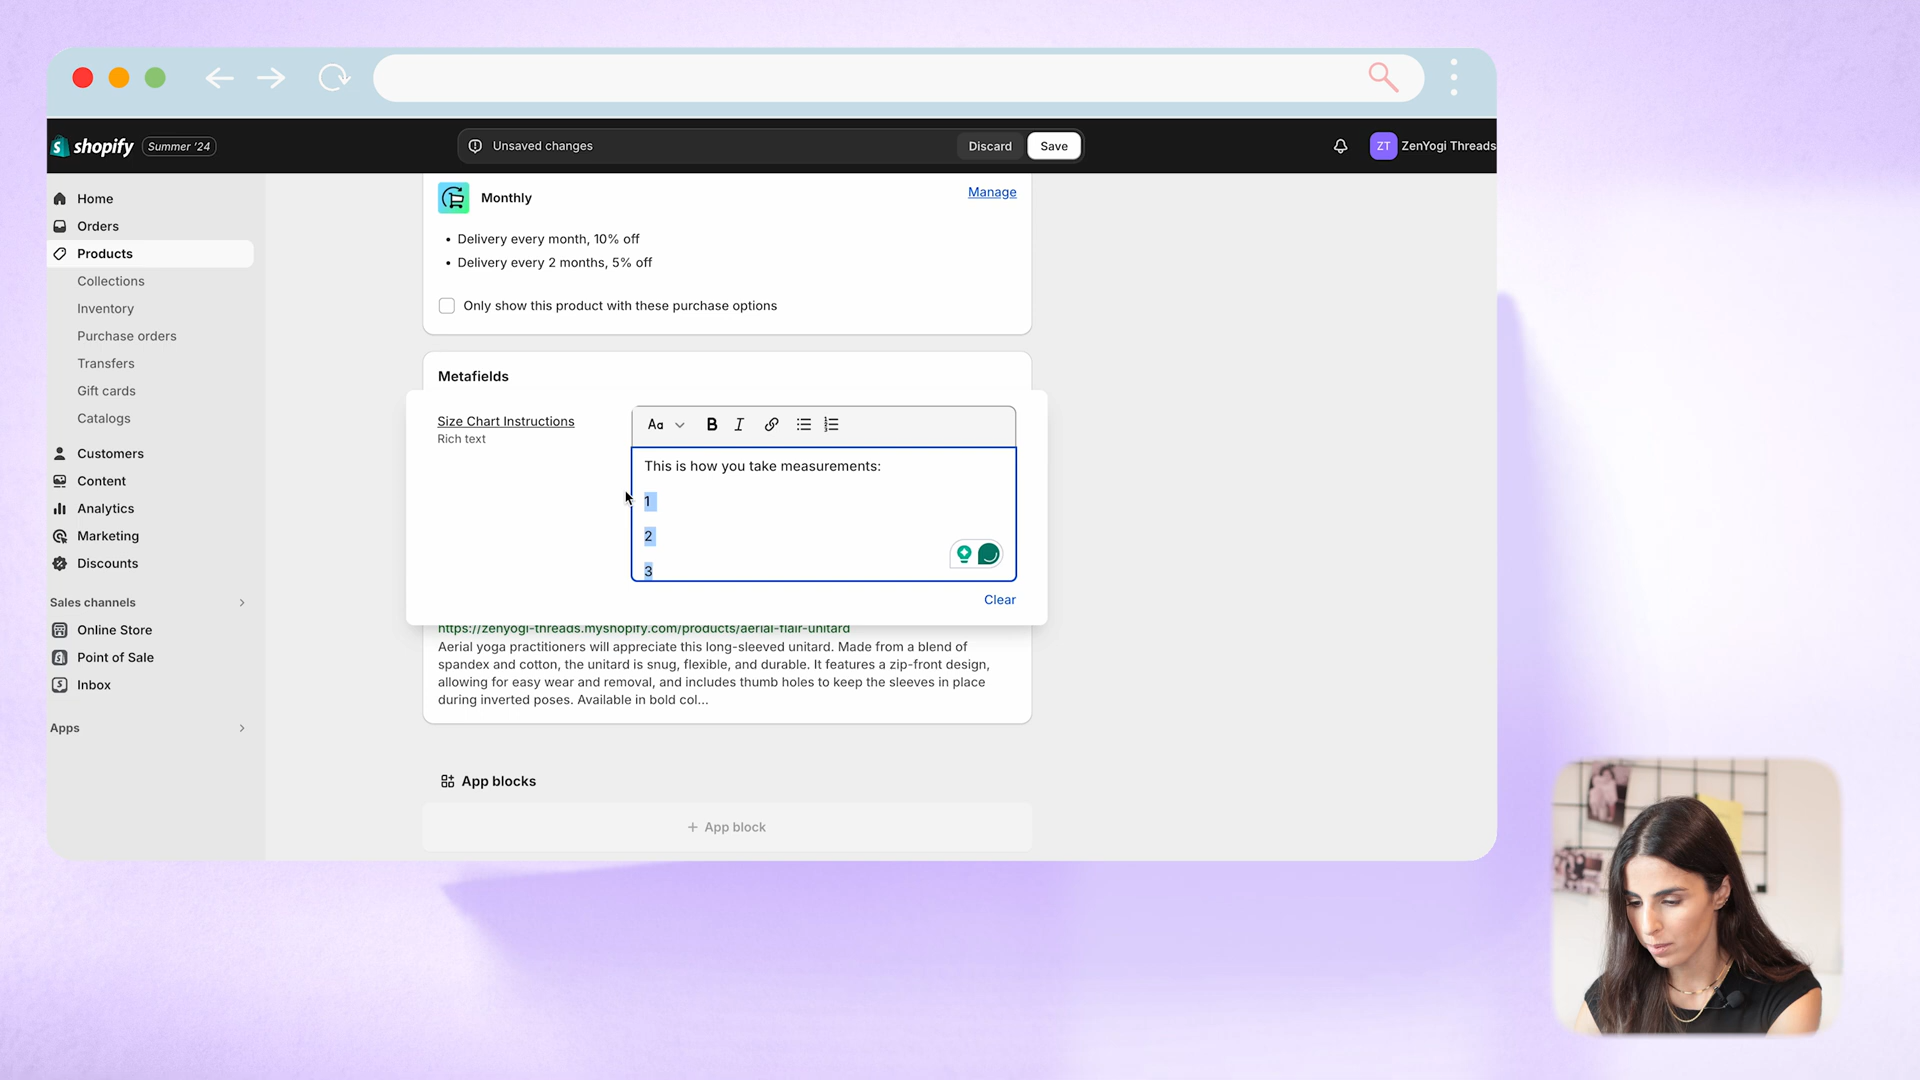 shopify
Summer '24
Unsaved changes
Discard
Save
ZT
ZenYogi Threads
Home
Orders
Products
Collections
Inventory
Purchase orders
Transfers
Gift cards
Catalogs
Customers
Content
Analytics
Marketing
Discounts
Sales channels
Online Store
Point of Sale
Inbox
Apps
Monthly
Manage
• Delivery every month, 10% off
• Delivery every 2 months, 5% off
Only show this product with these purchase options
Metafields
Size Chart Instructions
Rich text
Aa
B I
This is how you take measurements:
1
2
3
Clear
https://zenyogi-threads.myshopify.com/products/aerial-flair-unitard
Aerial yoga practitioners will appreciate this long-sleeved unitard. Made from a blend of
spandex and cotton, the unitard is snug, flexible, and durable. It features a zip-front design,
allowing for easy wear and removal, and includes thumb holes to keep the sleeves in place
during inverted poses. Available in bold col...
App blocks
+ App block